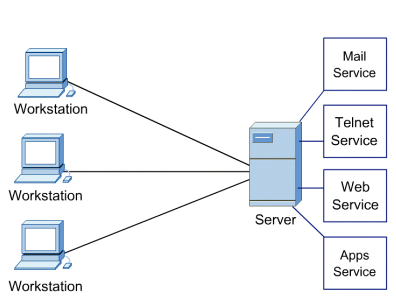 Mail
Service
Workstation
Telnet
Service
Web
Service
Workstation
Server
Apps
Service
Workstation